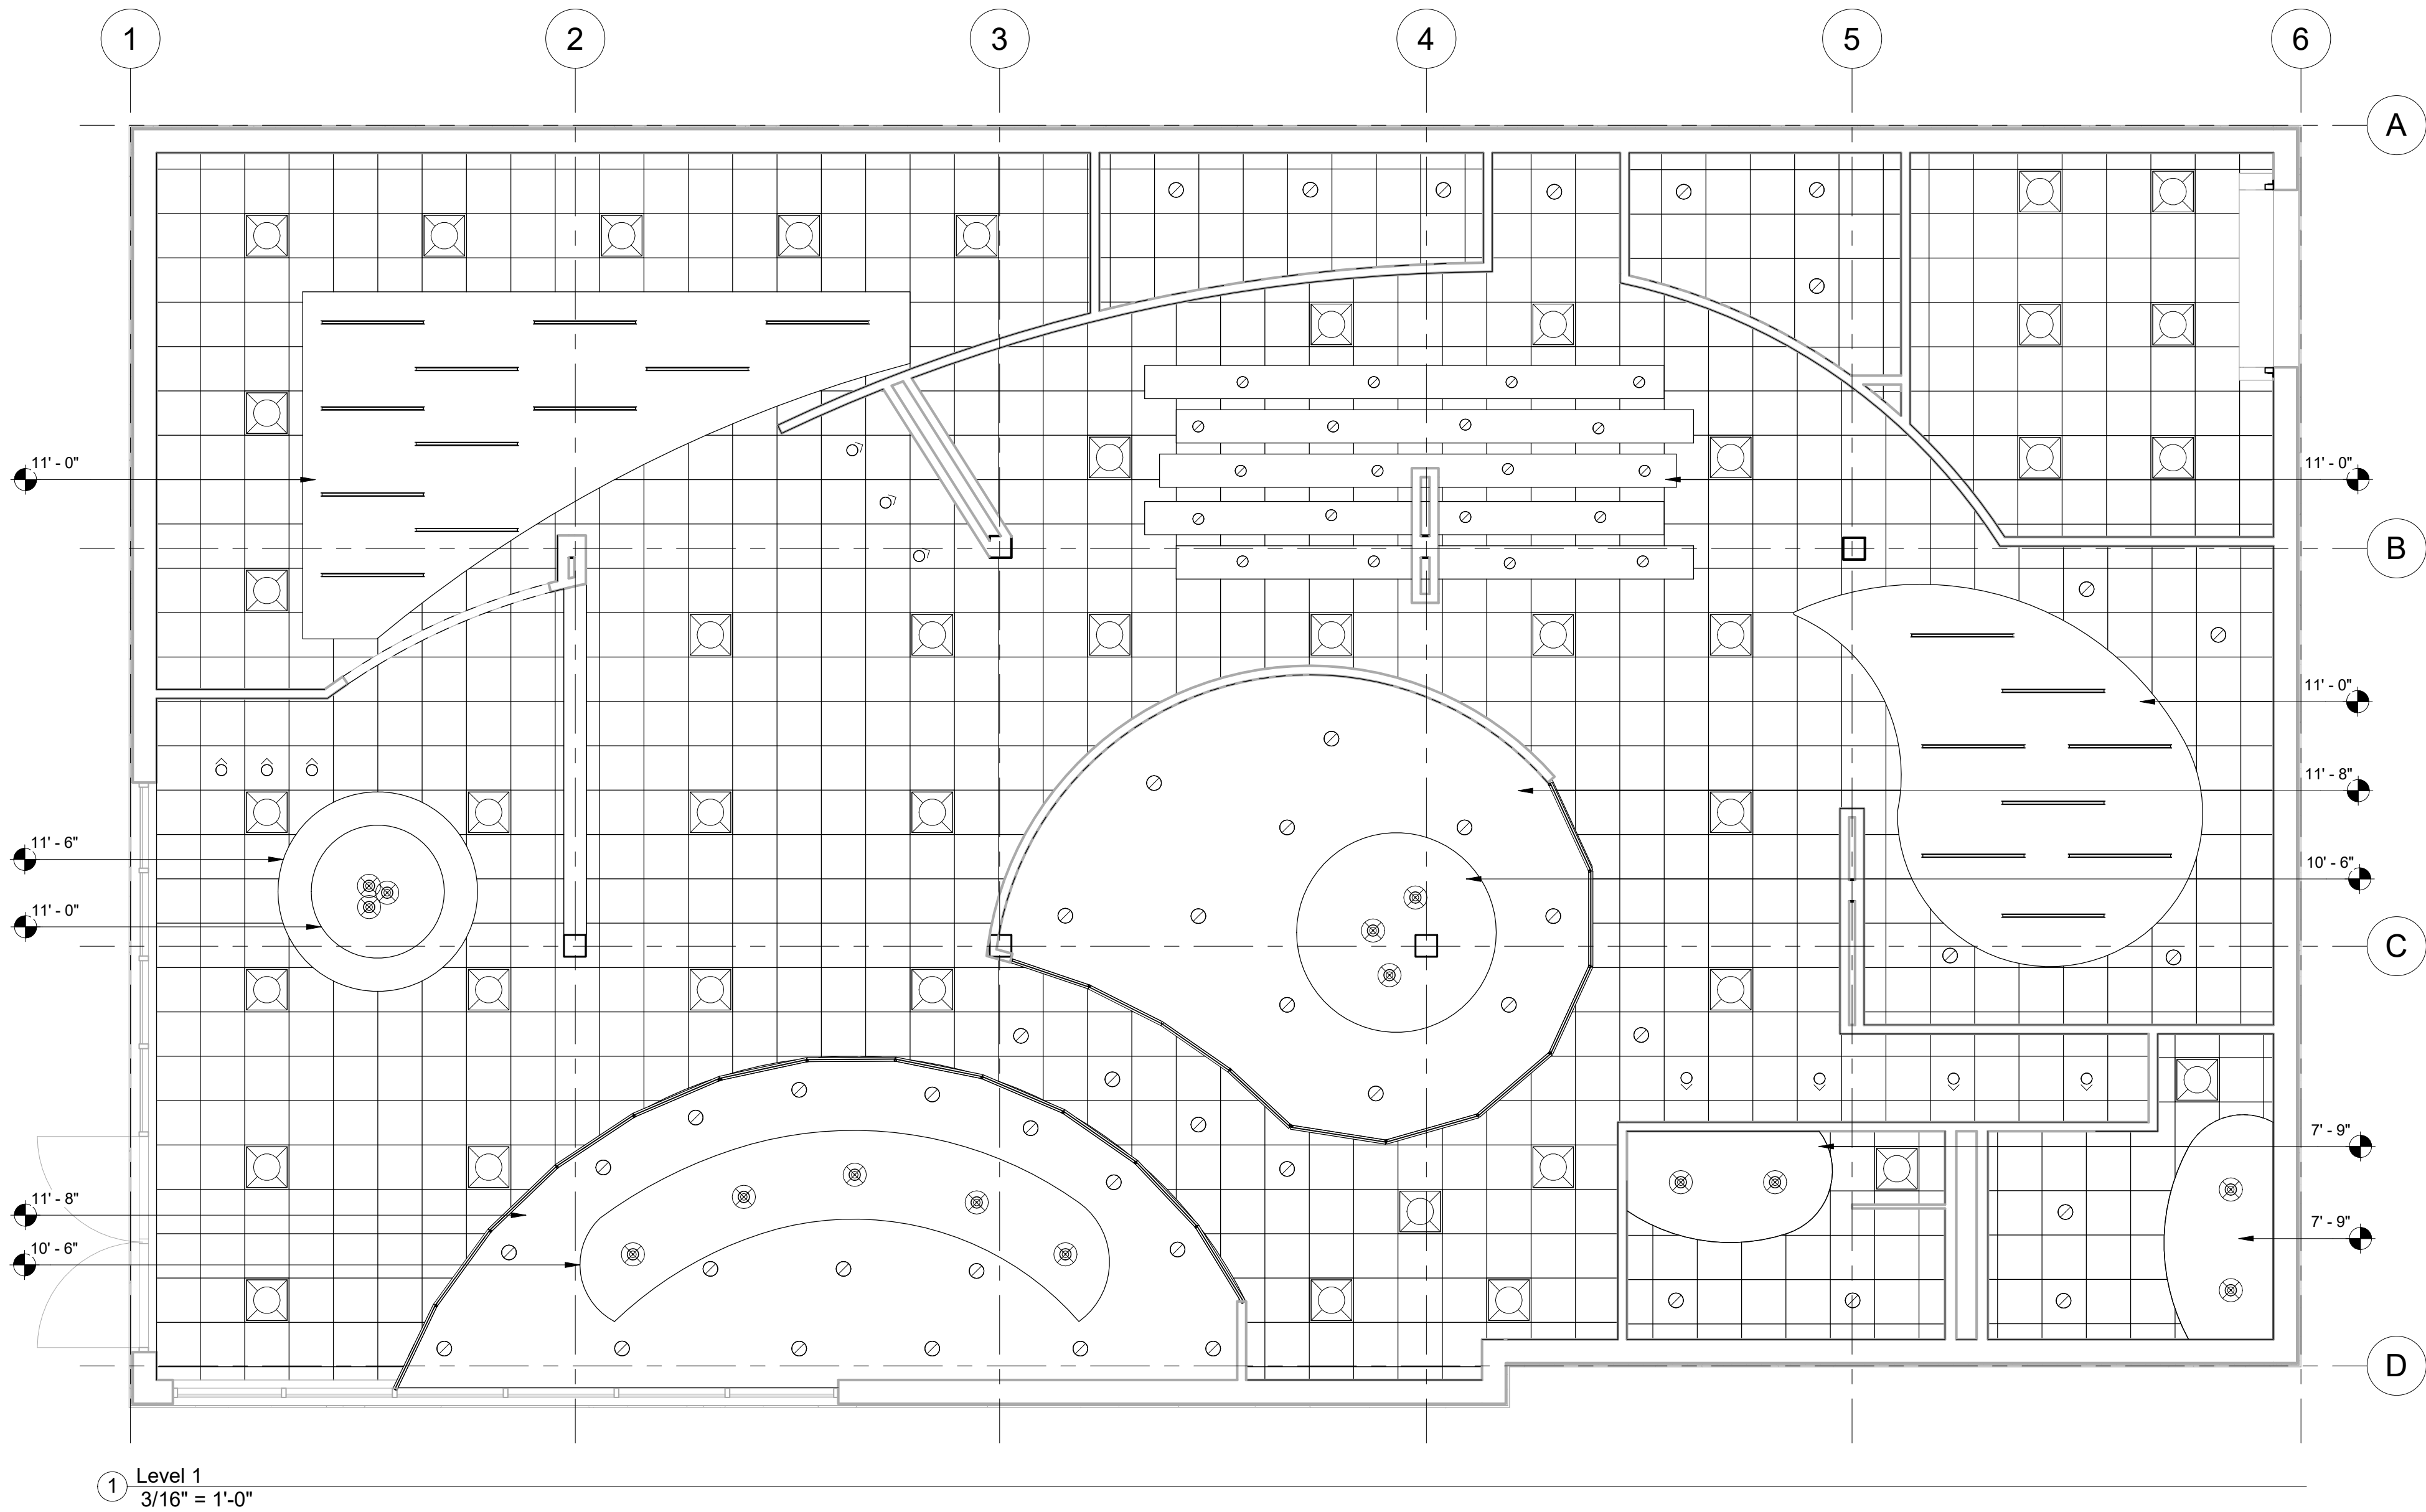 1
2
3
4
5
6
A
11' - 0"
11' - 0"
B
11' - 0"
11' - 8"
11' - 6"
10' - 6"
11' - 0"
C
7' - 9"
11' - 8"
7' - 9"
10' - 6"
D
Level 1
1
3/16" = 1'-0"